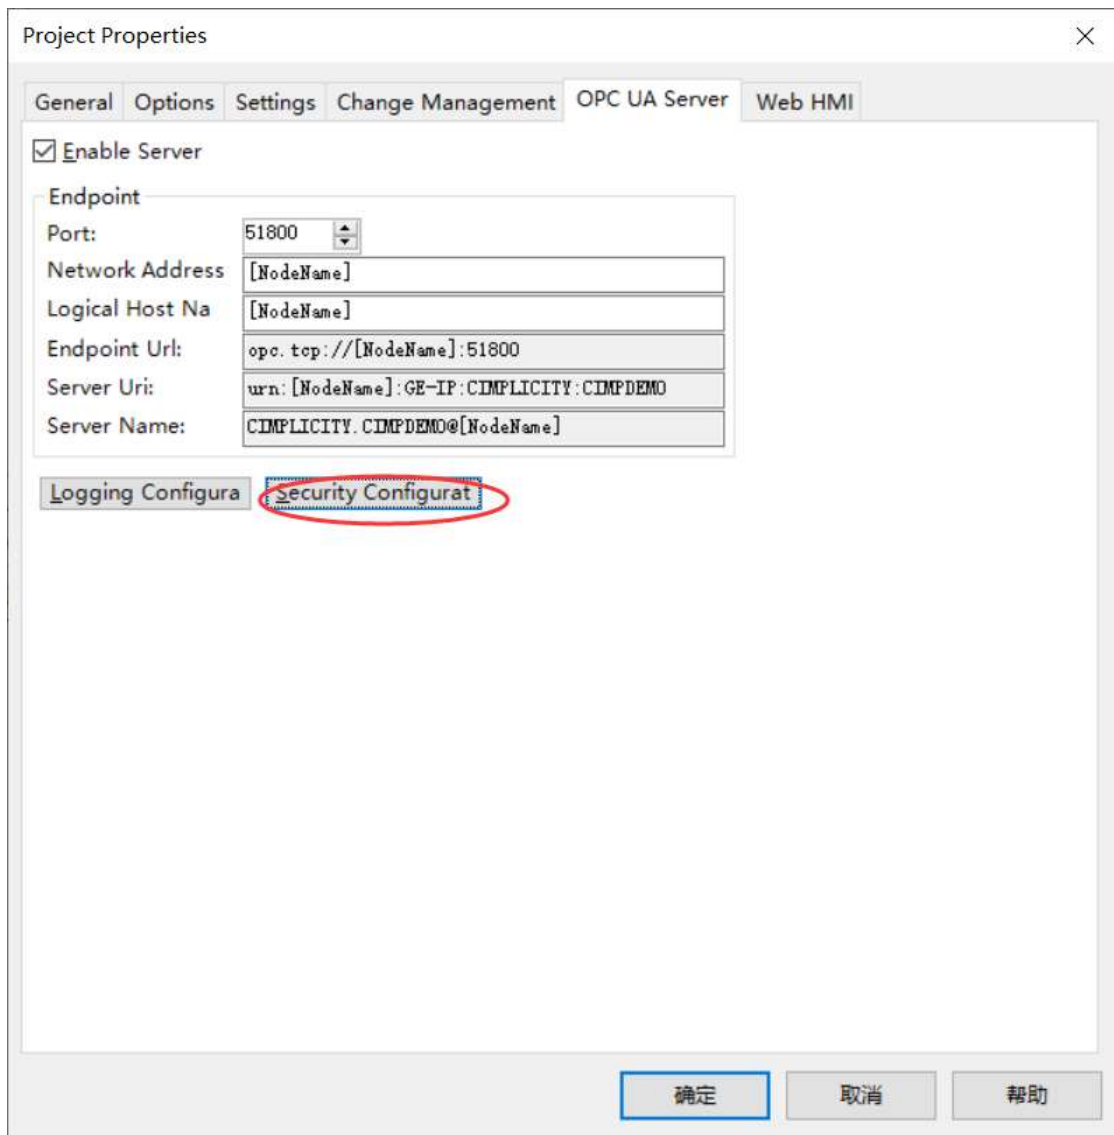 Project Properties
General Options Settings Change Management OPC UA Server Web HMI
Enable Server
Endpoint
Port: 51800
Network Address [NodeName]
Logical Host Na [NodeName]
Endpoint Url: opc.tcp://[NodeName]:51800
Server Uri: urn:[NodeName]:GE-IP:CIMPLICITY:CIMPDEMO
Server Name: CIMPLICITY.CIMPDEMO@[NodeName]
Logging Configura Security Configurat
确定 取消 帮助